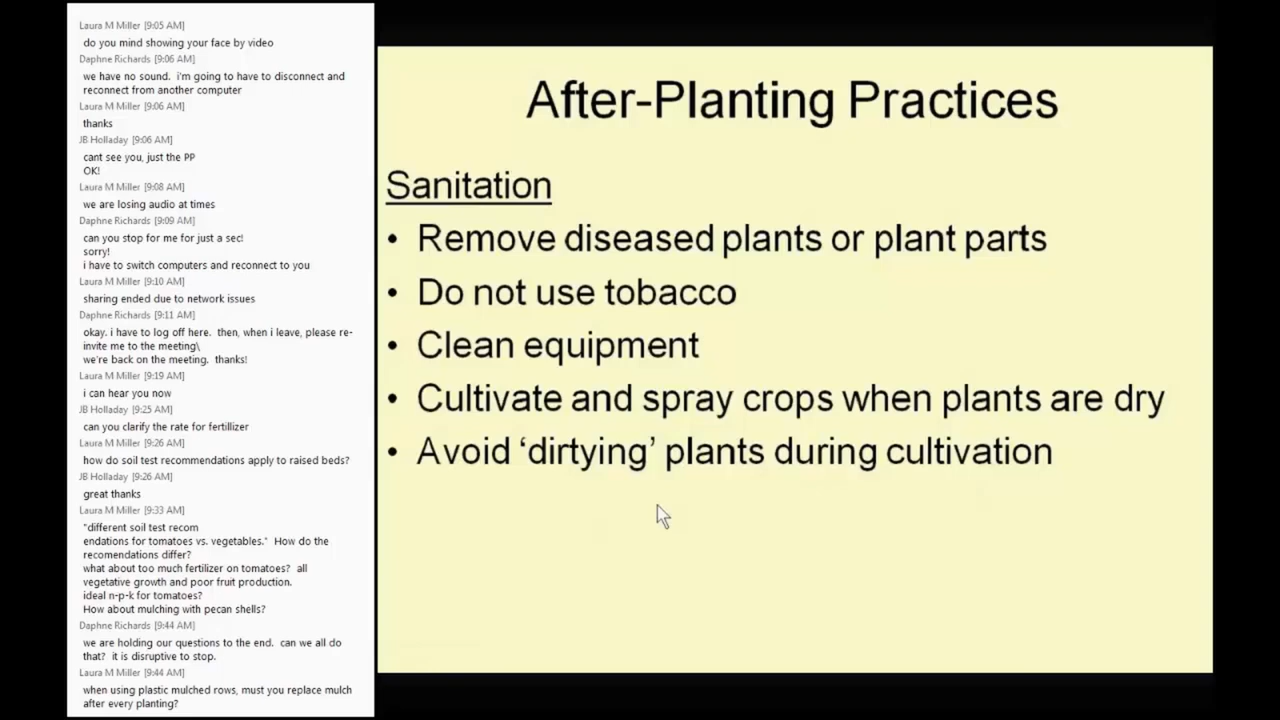 Laura M Miller [9:05 AM]
do you mind showing your face by video
Daphne Richards [9:06 AM]
we have no sound. i'm going to have to disconnect and
reconnect from another computer
Laura M Miller [9:06 AM]
thanks
JB Holladay [9:06 AM]
cant see you, just the PP
OK!
Laura M Miller [9:08 AM]
we are losing audio at times
Daphne Richards [9:09 AM]
can you stop for me for just a sec!
sorry!
i have to switch computers and reconnect to you
Laura M Miller [9:10 AM]
sharing ended due to network issues
Daphne Richards [9:11 AM]
okay. i have to log off here. then, when i leave, please re-
invite me to the meeting\
we're back on the meeting. thanks!
Laura M Miller [9:19 AM]
i can hear you now
JB Holladay [9:25 AM]
can you clarify the rate for fertillizer
Laura M Miller [9:26 AM]
how do soil test recommendations apply to raised beds?
JB Holladay [9:26 AM]
great thanks
Laura M Miller [9:33 AM]
"different soil test recom
endations for tomatoes vs. vegetables." How do the
recomendations differ?
what about too much fertilizer on tomatoes? all
vegetative growth and poor fruit production.
ideal n-p-k for tomatoes?
How about mulching with pecan shells?
Daphne Richards [9:44 AM]
we are holding our questions to the end. can we all do
that? it is disruptive to stop.
Laura M Miller [9:44 AM]
when using plastic mulched rows, must you replace mulch
after every planting?
After-Planting Practices
Sanitation
• Remove diseased plants or plant parts
• Do not use tobacco
• Clean equipment
• Cultivate and spray crops when plants are dry
• Avoid ‘dirtying’ plants during cultivation